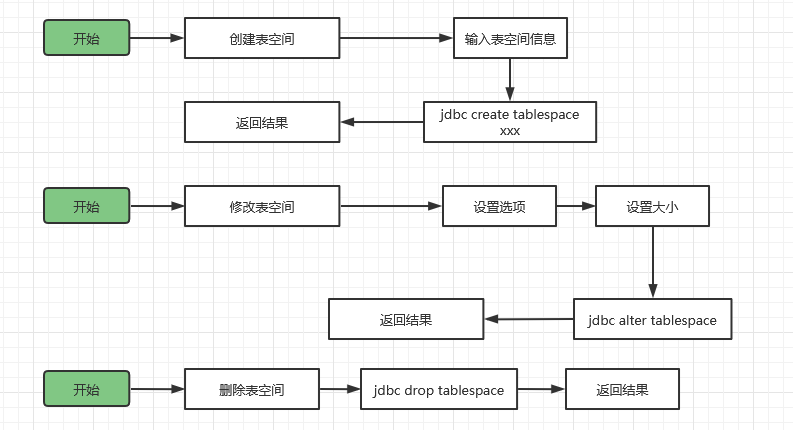 开始
创建表空间
输入表空间信息
返回结果
jdbc create tablespace
xxx
开始
修改表空间
设置选项
设置大小
返回结果
jdbc alter tablespace
开始
删除表空间
jdbc drop tablespace
返回结果